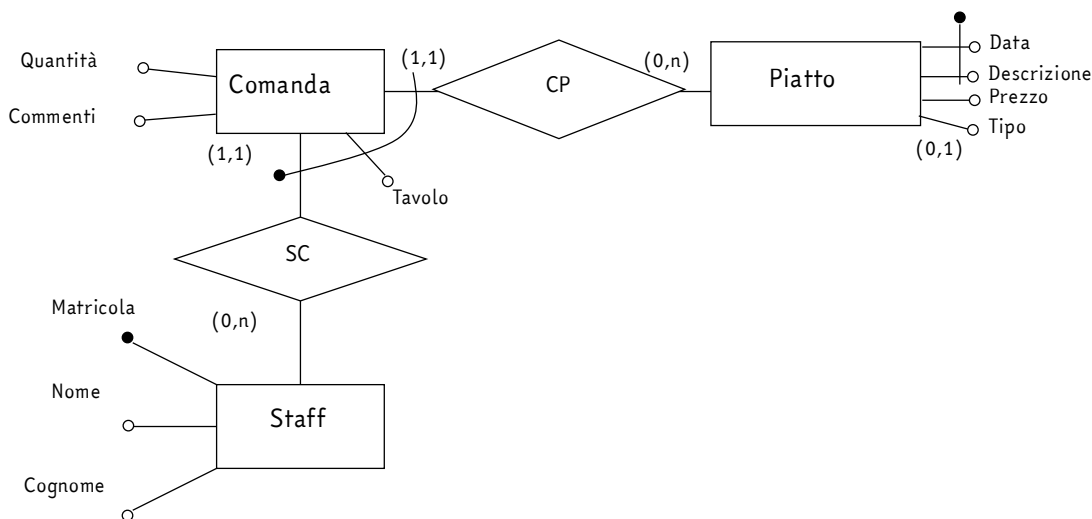 Quantità
Commenti
Comanda
(1,1)
(1,1)
CP
(0,n)
Piatto
Data
Descrizione
Prezzo
Tipo
(0,1)
Tavolo
SC
(0,n)
Matricola
Nome
Staff
Cognome